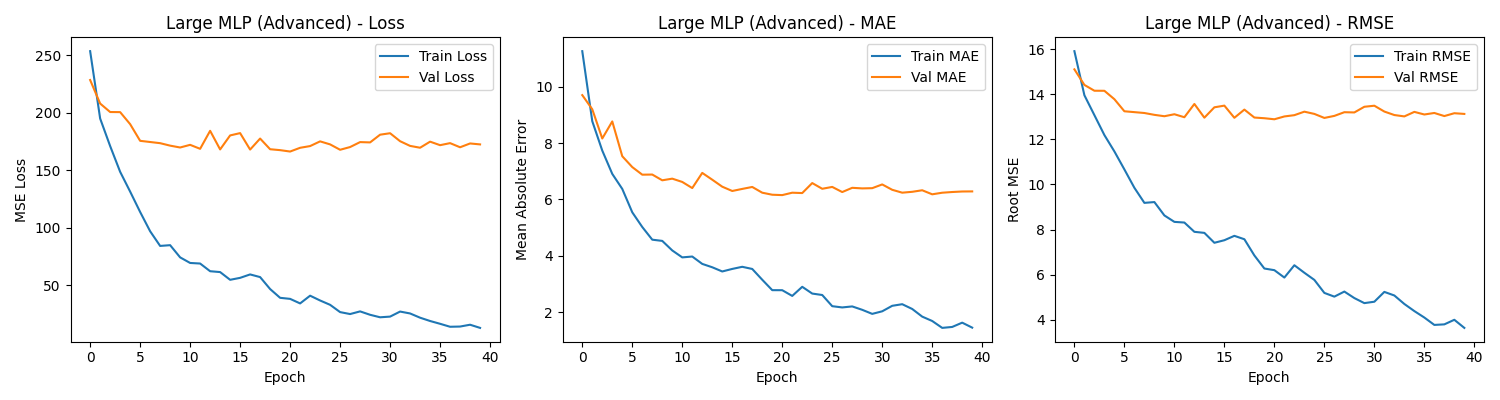 Large MLP (Advanced) - Loss
MSE Loss
250
200
150
100
50
Train Loss
Val Loss
0 5 10 15 20 25 30 35 40
Epoch
Large MLP (Advanced) - MAE
Mean Absolute Error
10
8
6
4
2
Train MAE
Val MAE
0 5 10 15 20 25 30 35 40
Epoch
Large MLP (Advanced) - RMSE
Root MSE
16
14
12
10
8
6
4
Train RMSE
Val RMSE
0 5 10 15 20 25 30 35 40
Epoch